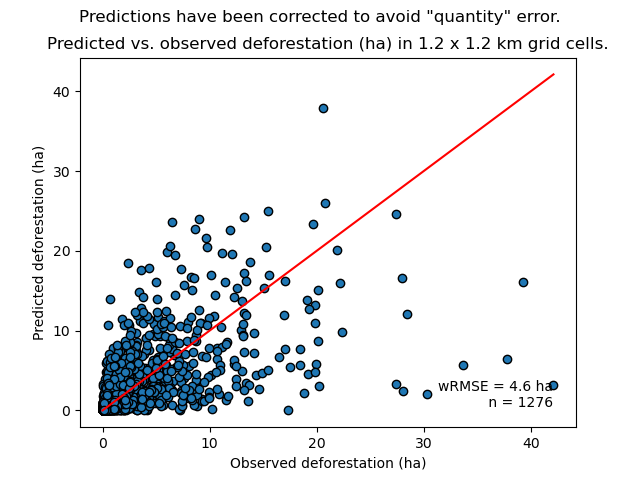 Predictions have been corrected to avoid "quantity" error.
Predicted vs. observed deforestation (ha) in 1.2 x 1.2 km grid cells.
Predicted deforestation (ha)
40
30
20
10
0
wRMSE = 4.6 ha
n = 1276
0 10 20 30 40
Observed deforestation (ha)